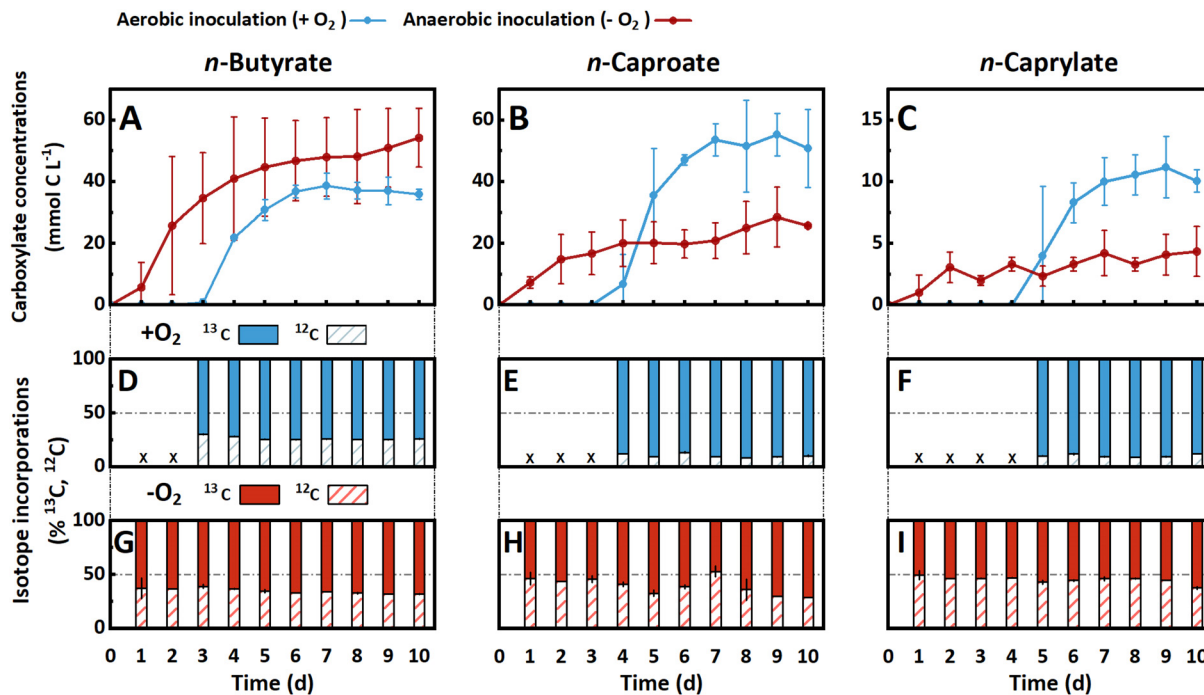 Aerobic inoculation (+ O₂) Anaerobic inoculation (- O₂)
n-Butyrate n-Caproate n-Caprylate
Carboxylate concentrations
(mmol C L⁻¹)
A
60
40
20
0
B
60
40
20
0
C
15
10
5
0
+O₂ ¹³C ¹²C
Isotope incorporations
(% ¹³C, ¹²C)
D
100
50
0
x x
E
x x x
F
x x x x
-O₂ ¹³C ¹²C
G
100
50
0
H
I
0 1 2 3 4 5 6 7 8 9 10
0 1 2 3 4 5 6 7 8 9 10
0 1 2 3 4 5 6 7 8 9 10
Time (d) Time (d) Time (d)